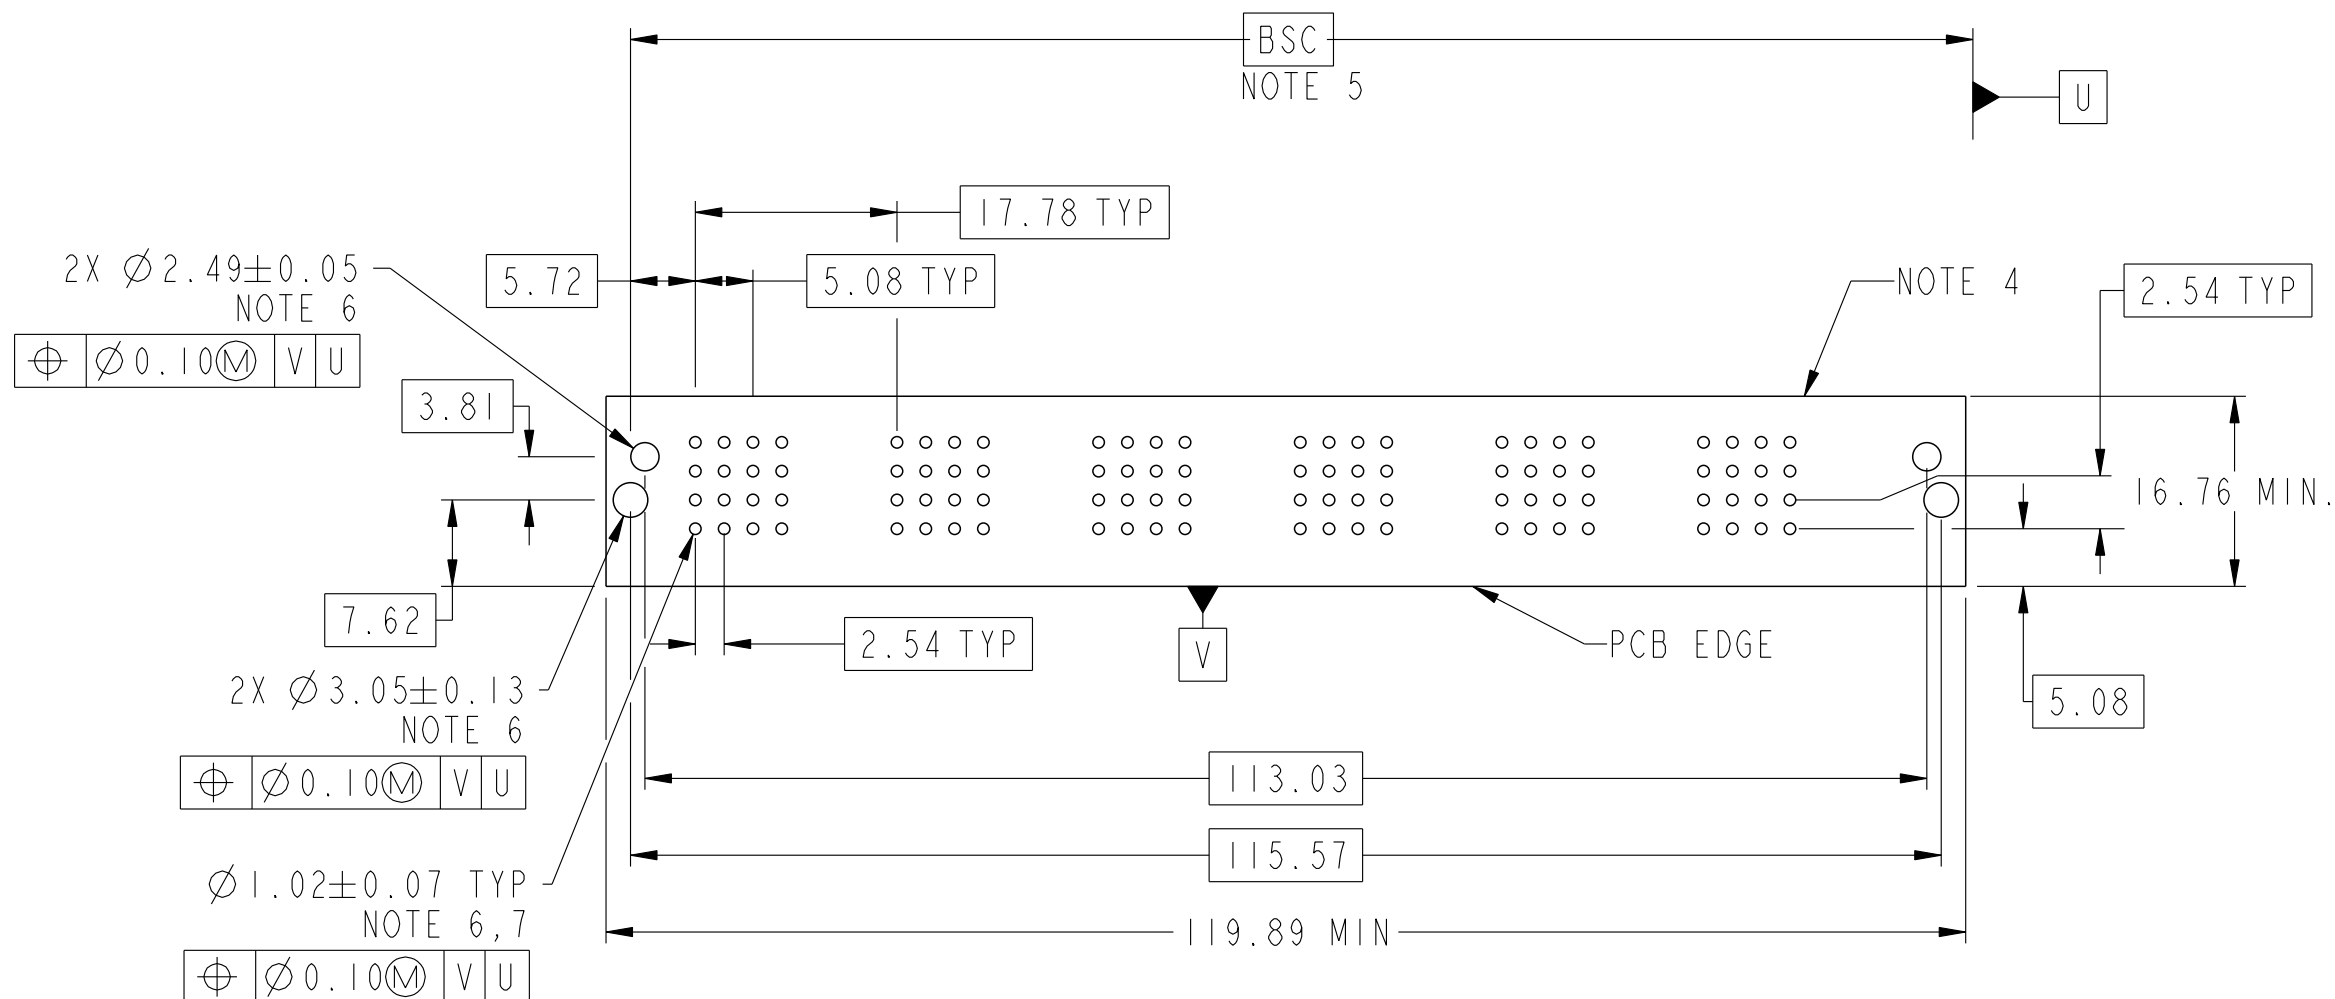 BSC
NOTE 5
U
17.78 TYP
2X ⌀2.49±0.05
NOTE 6
⌖ ⌀0.10Ⓜ V U
5.72
5.08 TYP
NOTE 4
2.54 TYP
3.81
16.76 MIN.
7.62
2.54 TYP
V
PCB EDGE
5.08
2X ⌀3.05±0.13
NOTE 6
⌖ ⌀0.10Ⓜ V U
113.03
115.57
⌀1.02±0.07 TYP
NOTE 6,7
⌖ ⌀0.10Ⓜ V U
119.89 MIN